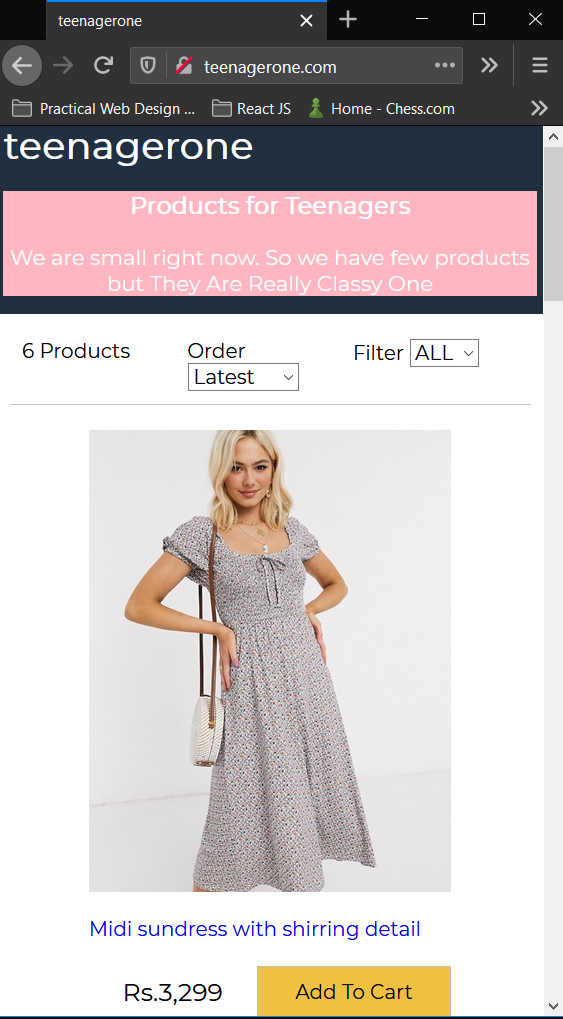 teenagerone
teenagerone.com
Practical Web Design ...
React JS
Home - Chess.com
teenagerone
Products for Teenagers
We are small right now. So we have few products
but They Are Really Classy One
6 Products
Order
Latest
Filter ALL
Midi sundress with shirring detail
Rs.3,299
Add To Cart